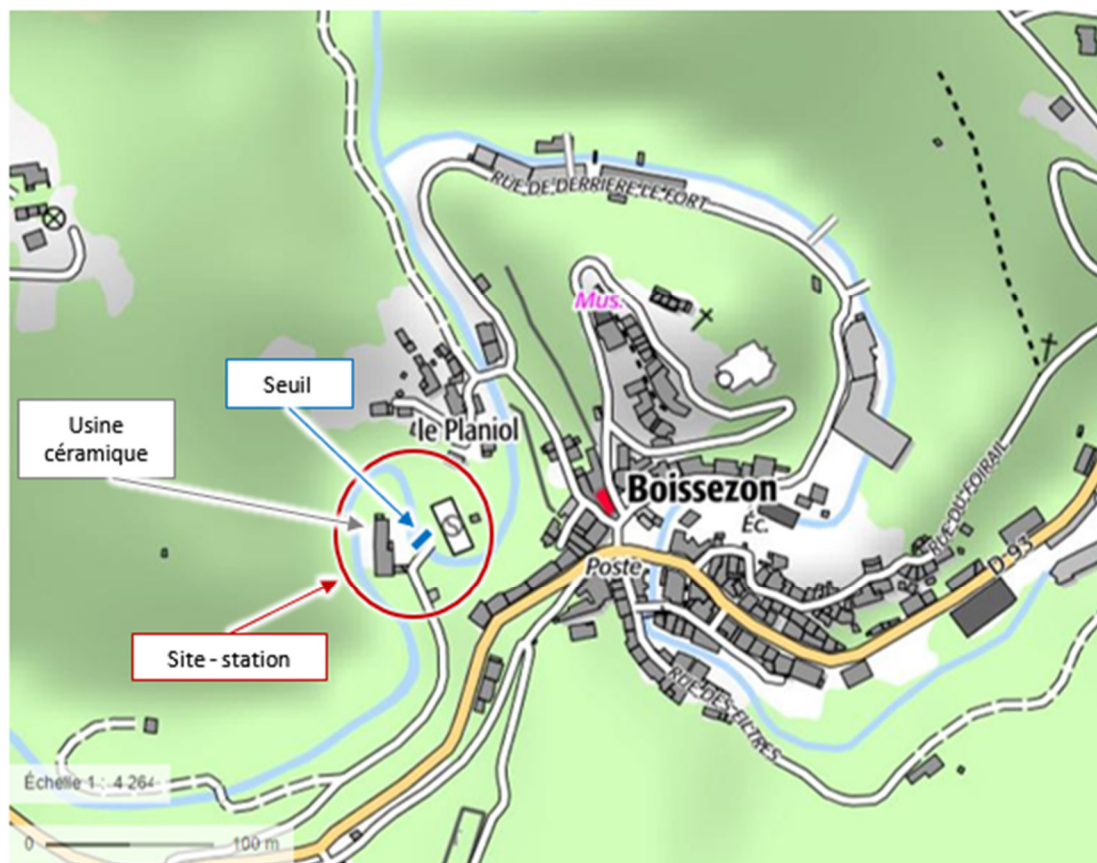 RUE DE DERRIERE LE FORT
Mus.
Seuil
Usine
céramique
le Planiol
Boissezon
Éc.
S
Poste
RUE DU FOIRAIL
D 93
Site - station
RUE DES FILTRES
Échelle 1 : 4 264
0 100 m